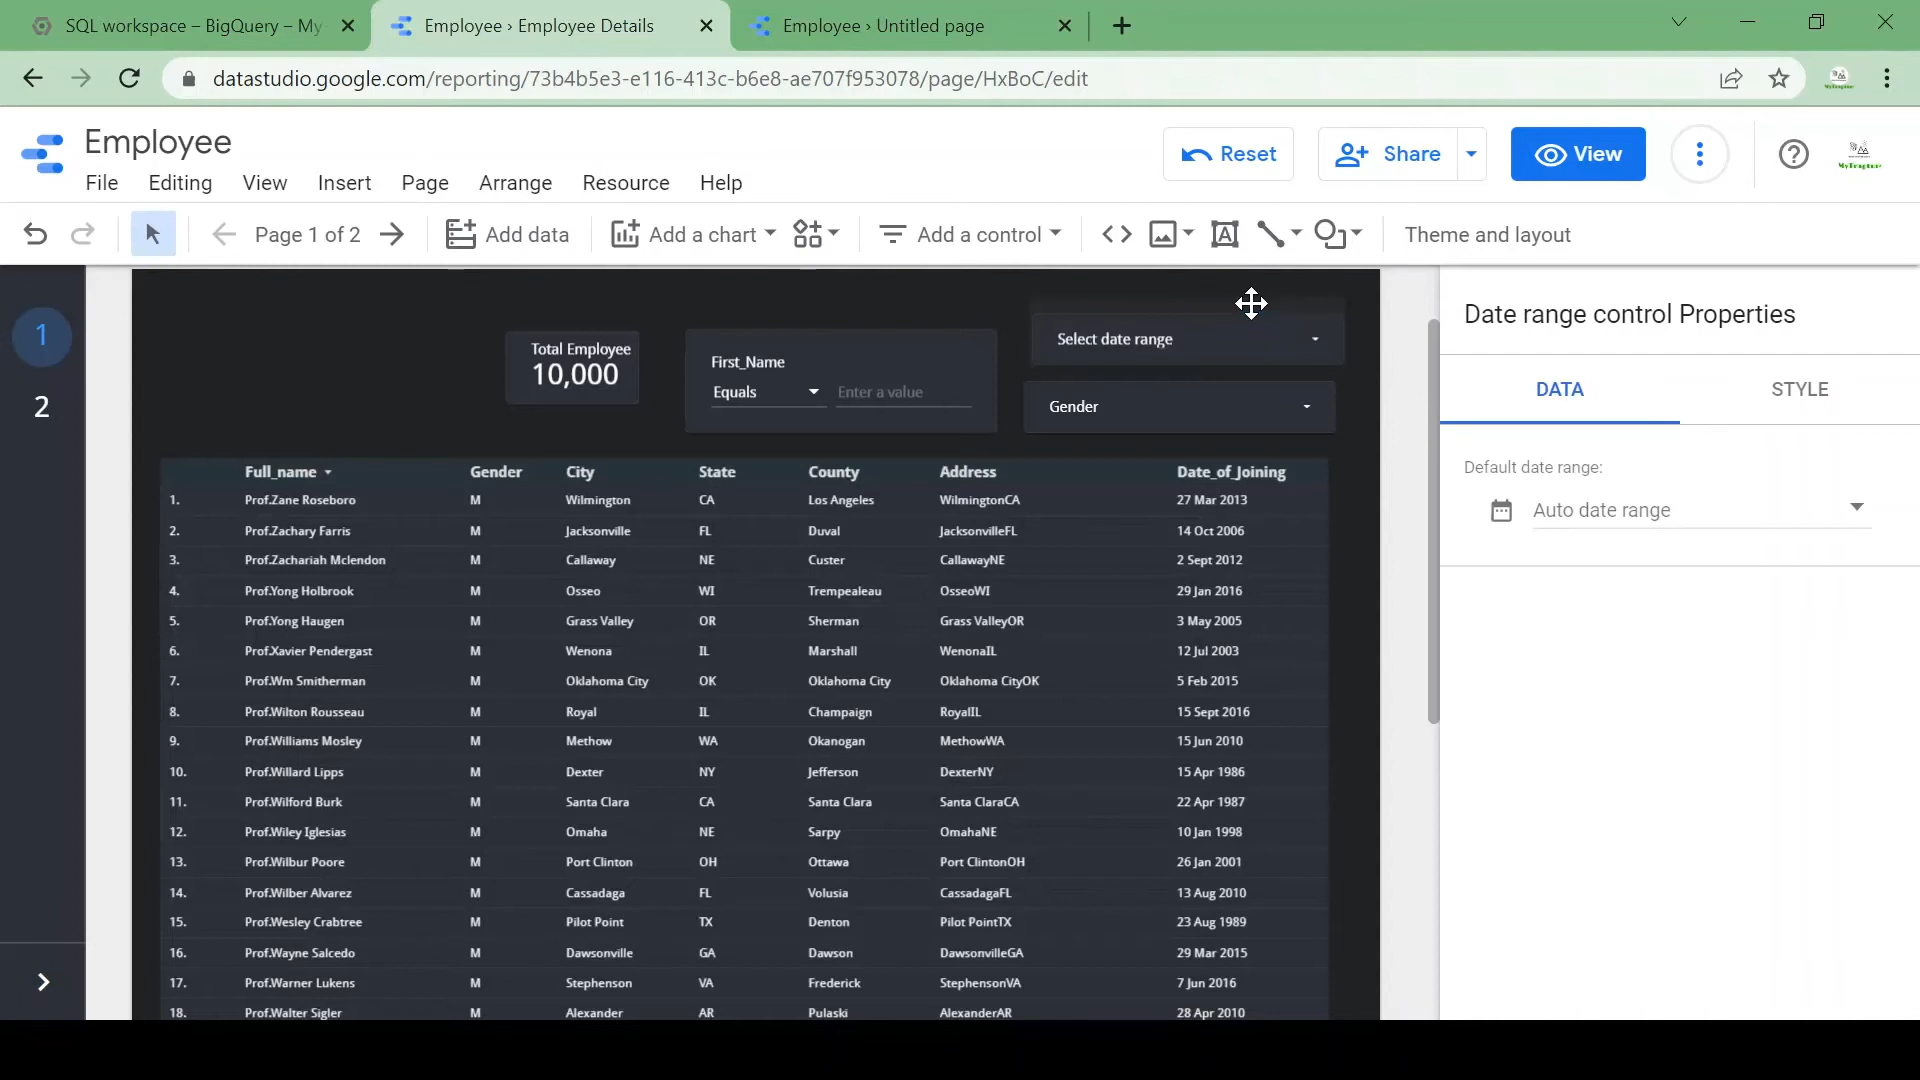 SQL workspace – BigQuery – My
Employee › Employee Details
Employee › Untitled page
datastudio.google.com/reporting/73b4b5e3-e116-413c-b6e8-ae707f953078/page/HxBoC/edit
Employee
Reset
Share
View
File Editing View Insert Page Arrange Resource Help
Page 1 of 2
Add data
Add a chart
Add a control
Theme and layout
1
2
Total Employee
10,000
First_Name
Equals Enter a value
Select date range
Gender
Date range control Properties
DATA STYLE
Default date range:
Auto date range
Full_name Gender City State County Address Date_of_Joining
1. Prof.Zane Roseboro M Wilmington CA Los Angeles WilmingtonCA 27 Mar 2013
2. Prof.Zachary Farris M Jacksonville FL Duval JacksonvilleFL 14 Oct 2006
3. Prof.Zachariah Mclendon M Callaway NE Custer CallawayNE 2 Sept 2012
4. Prof.Yong Holbrook M Osseo WI Trempealeau OsseoWI 29 Jan 2016
5. Prof.Yong Haugen M Grass Valley OR Sherman Grass ValleyOR 3 May 2005
6. Prof.Xavier Pendergast M Wenona IL Marshall WenonaIL 12 Jul 2003
7. Prof.Wm Smitherman M Oklahoma City OK Oklahoma City Oklahoma CityOK 5 Feb 2015
8. Prof.Wilton Rousseau M Royal IL Champaign RoyalIL 15 Sept 2016
9. Prof.Williams Mosley M Methow WA Okanogan MethowWA 15 Jun 2010
10. Prof.Willard Lipps M Dexter NY Jefferson DexterNY 15 Apr 1986
11. Prof.Wilford Burk M Santa Clara CA Santa Clara Santa ClaraCA 22 Apr 1987
12. Prof.Wiley Iglesias M Omaha NE Sarpy OmahaNE 10 Jan 1998
13. Prof.Wilbur Poore M Port Clinton OH Ottawa Port ClintonOH 26 Jan 2001
14. Prof.Wilber Alvarez M Cassadaga FL Volusia CassadagaFL 13 Aug 2010
15. Prof.Wesley Crabtree M Pilot Point TX Denton Pilot PointTX 23 Aug 1989
16. Prof.Wayne Salcedo M Dawsonville GA Dawson DawsonvilleGA 29 Mar 2015
17. Prof.Warner Lukens M Stephenson VA Frederick StephensonVA 7 Jun 2016
18. Prof.Walter Sigler M Alexander AR Pulaski AlexanderAR 28 Apr 2010